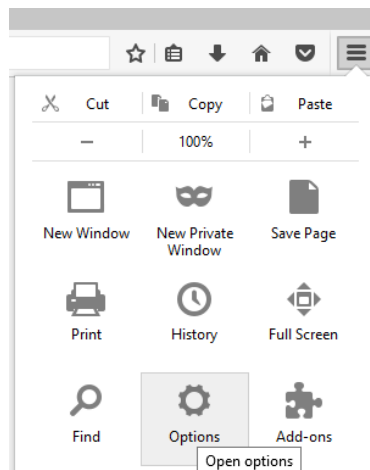 Cut Copy Paste
− 100% +
New Window New Private Window Save Page
Print History Full Screen
Find Options Add-ons
Open options